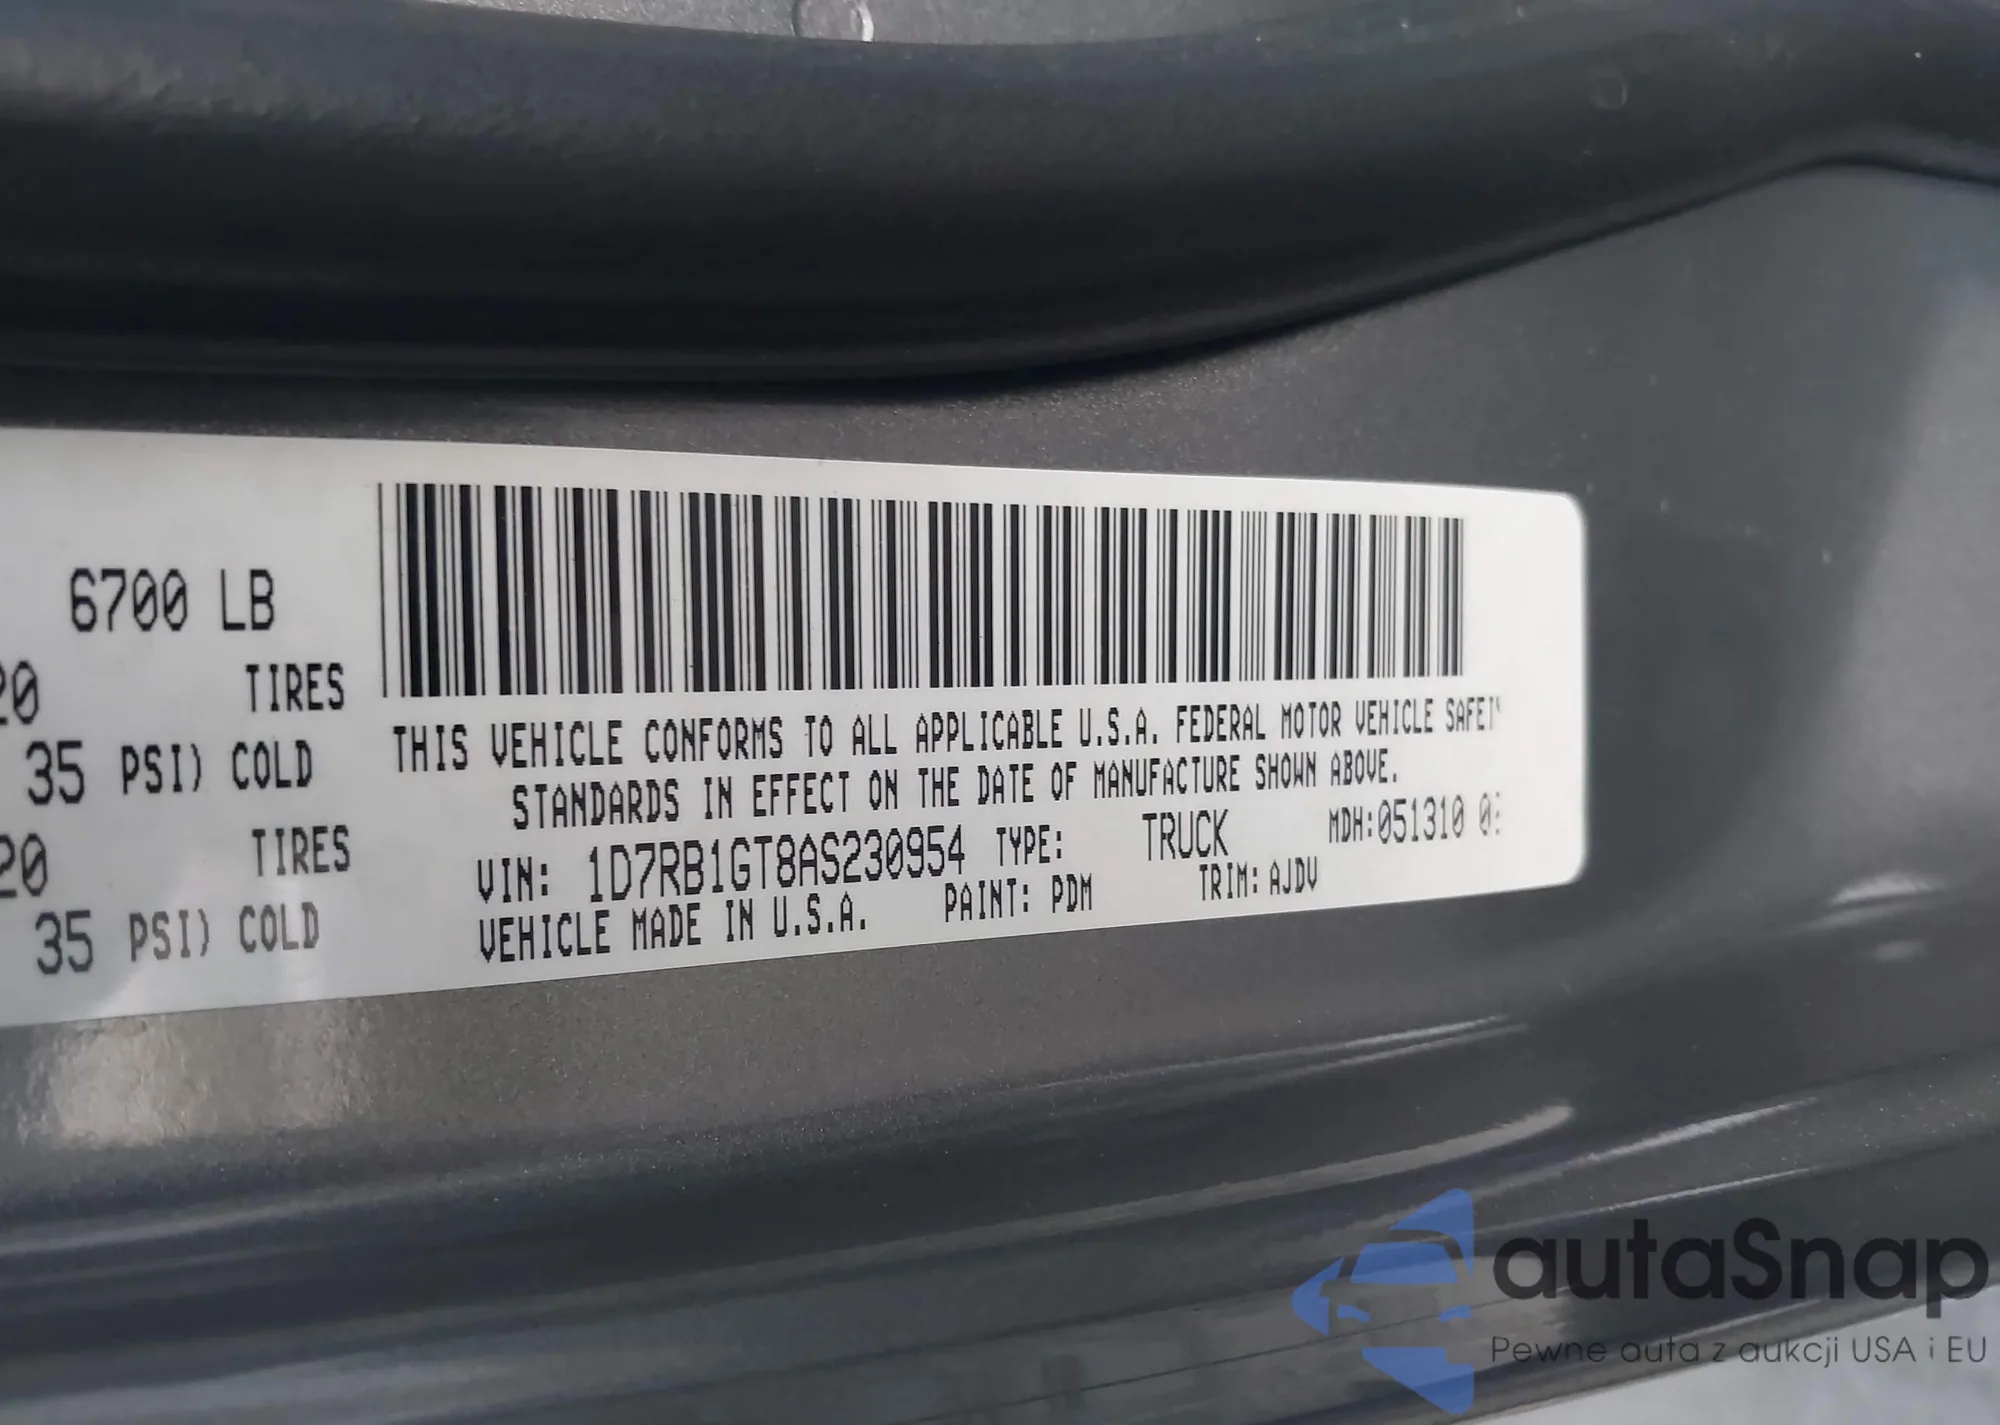 6700 LB
20 TIRES
35 PSI) COLD
20 TIRES
35 PSI) COLD
THIS VEHICLE CONFORMS TO ALL APPLICABLE U.S.A. FEDERAL MOTOR VEHICLE SAFETY
STANDARDS IN EFFECT ON THE DATE OF MANUFACTURE SHOWN ABOVE.
VIN: 1D7RB1GT8AS230954 TYPE: TRUCK MDH:051310 0
VEHICLE MADE IN U.S.A. PAINT: PDM TRIM: AJDV
autaSnap
Pewne auta z aukcji USA i EU